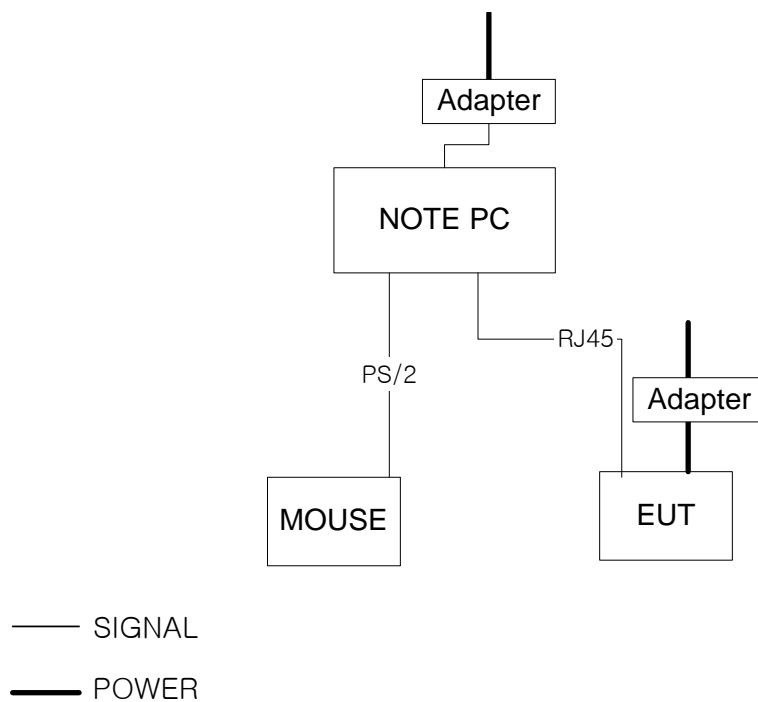 Adapter
NOTE PC
RJ45
PS/2
Adapter
MOUSE
EUT
SIGNAL
POWER